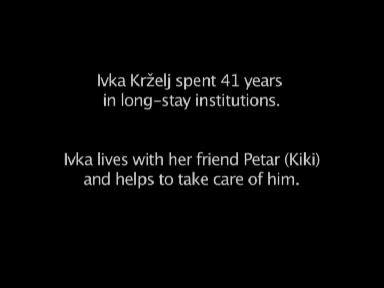 Ivka Krželj spent 41 years
in long-stay institutions.
Ivka lives with her friend Petar (Kiki)
and helps to take care of him.